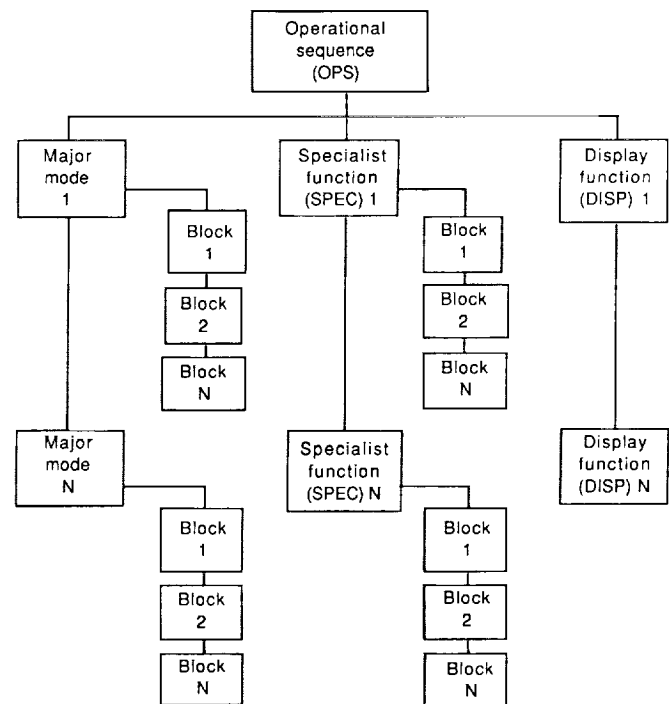 Operational
sequence
(OPS)
Major
mode
1
Specialist
function
(SPEC) 1
Display
function
(DISP) 1
Block
1
Block
2
Block
N
Block
1
Block
2
Block
N
Major
mode
N
Specialist
function
(SPEC) N
Display
function
(DISP) N
Block
1
Block
2
Block
N
Block
1
Block
2
Block
N